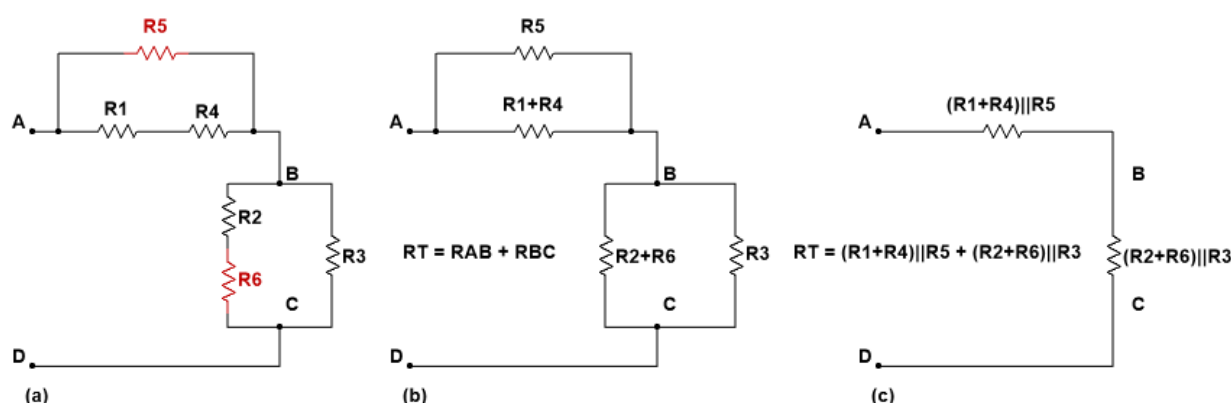 R5
R1
R4
A
B
R2
R3
R6
C
D
(a)
R5
R1+R4
A
B
RT = RAB + RBC
R2+R6
R3
C
D
(b)
(R1+R4)||R5
A
B
RT = (R1+R4)||R5 + (R2+R6)||R3
(R2+R6)||R3
C
D
(c)